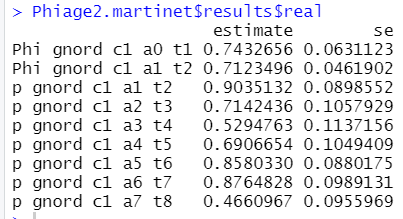 > Phiage2.martinet$results$real
estimate se
Phi gnord c1 a0 t1 0.7432656 0.0631123
Phi gnord c1 a1 t2 0.7123496 0.0461902
p gnord c1 a1 t2 0.9035132 0.0898552
p gnord c1 a2 t3 0.7142436 0.1057929
p gnord c1 a3 t4 0.5294763 0.1137156
p gnord c1 a4 t5 0.6906654 0.1049409
p gnord c1 a5 t6 0.8580330 0.0880175
p gnord c1 a6 t7 0.8764828 0.0989131
p gnord c1 a7 t8 0.4660967 0.0955969